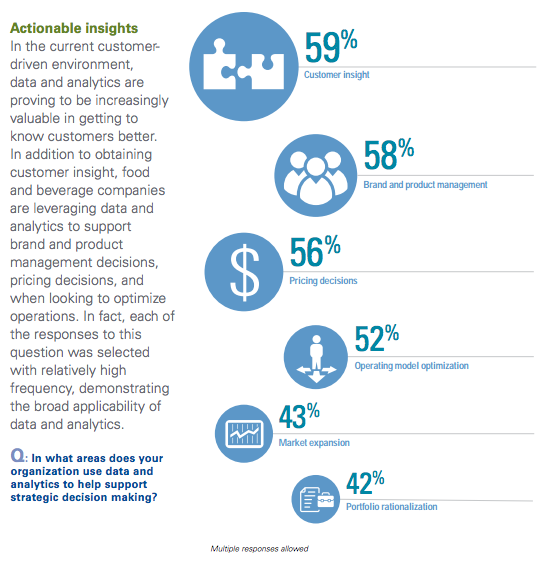 Actionable insights
In the current customer-
driven environment,
data and analytics are
proving to be increasingly
valuable in getting to
know customers better.
In addition to obtaining
customer insight, food
and beverage companies
are leveraging data and
analytics to support
brand and product
management decisions,
pricing decisions, and
when looking to optimize
operations. In fact, each of
the responses to this
question was selected
with relatively high
frequency, demonstrating
the broad applicability of
data and analytics.
Q: In what areas does your
organization use data and
analytics to help support
strategic decision making?
59%
Customer insight
58%
Brand and product management
$
56%
Pricing decisions
52%
Operating model optimization
43%
Market expansion
42%
Portfolio rationalization
Multiple responses allowed